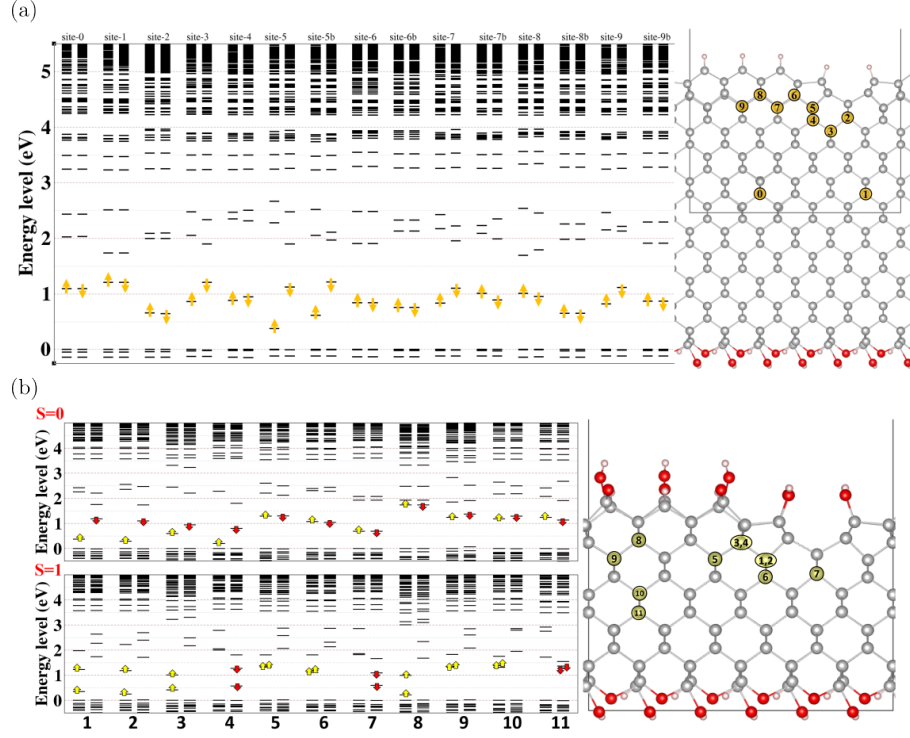 (a)
site-0 site-1 site-2 site-3 site-4 site-5 site-5b site-6 site-6b site-7 site-7b site-8 site-8b site-9 site-9b
Energy level (eV)
5
4
3
2
1
0
8 6
9 7 5
4 2
3
0 1
(b)
S=0
Energy level (eV)
4
3
2
1
0
S=1
Energy level (eV)
4
3
2
1
0
1 2 3 4 5 6 7 8 9 10 11
8 3,4
9 5 1,2
6 7
10
11